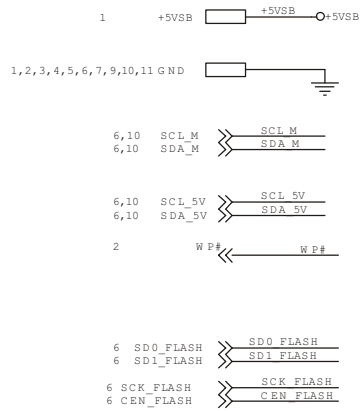 1 +5VSB +5VSB +5VSB
1,2,3,4,5,6,7,9,10,11 GND
6,10 SCL_M SCL_M
6,10 SDA_M SDA_M
6,10 SCL_5V SCL_5V
6,10 SDA_5V SDA_5V
2 WP# WP#
6 SD0_FLASH SD0_FLASH
6 SD1_FLASH SD1_FLASH
6 SCK_FLASH SCK_FLASH
6 CEN_FLASH CEN_FLASH